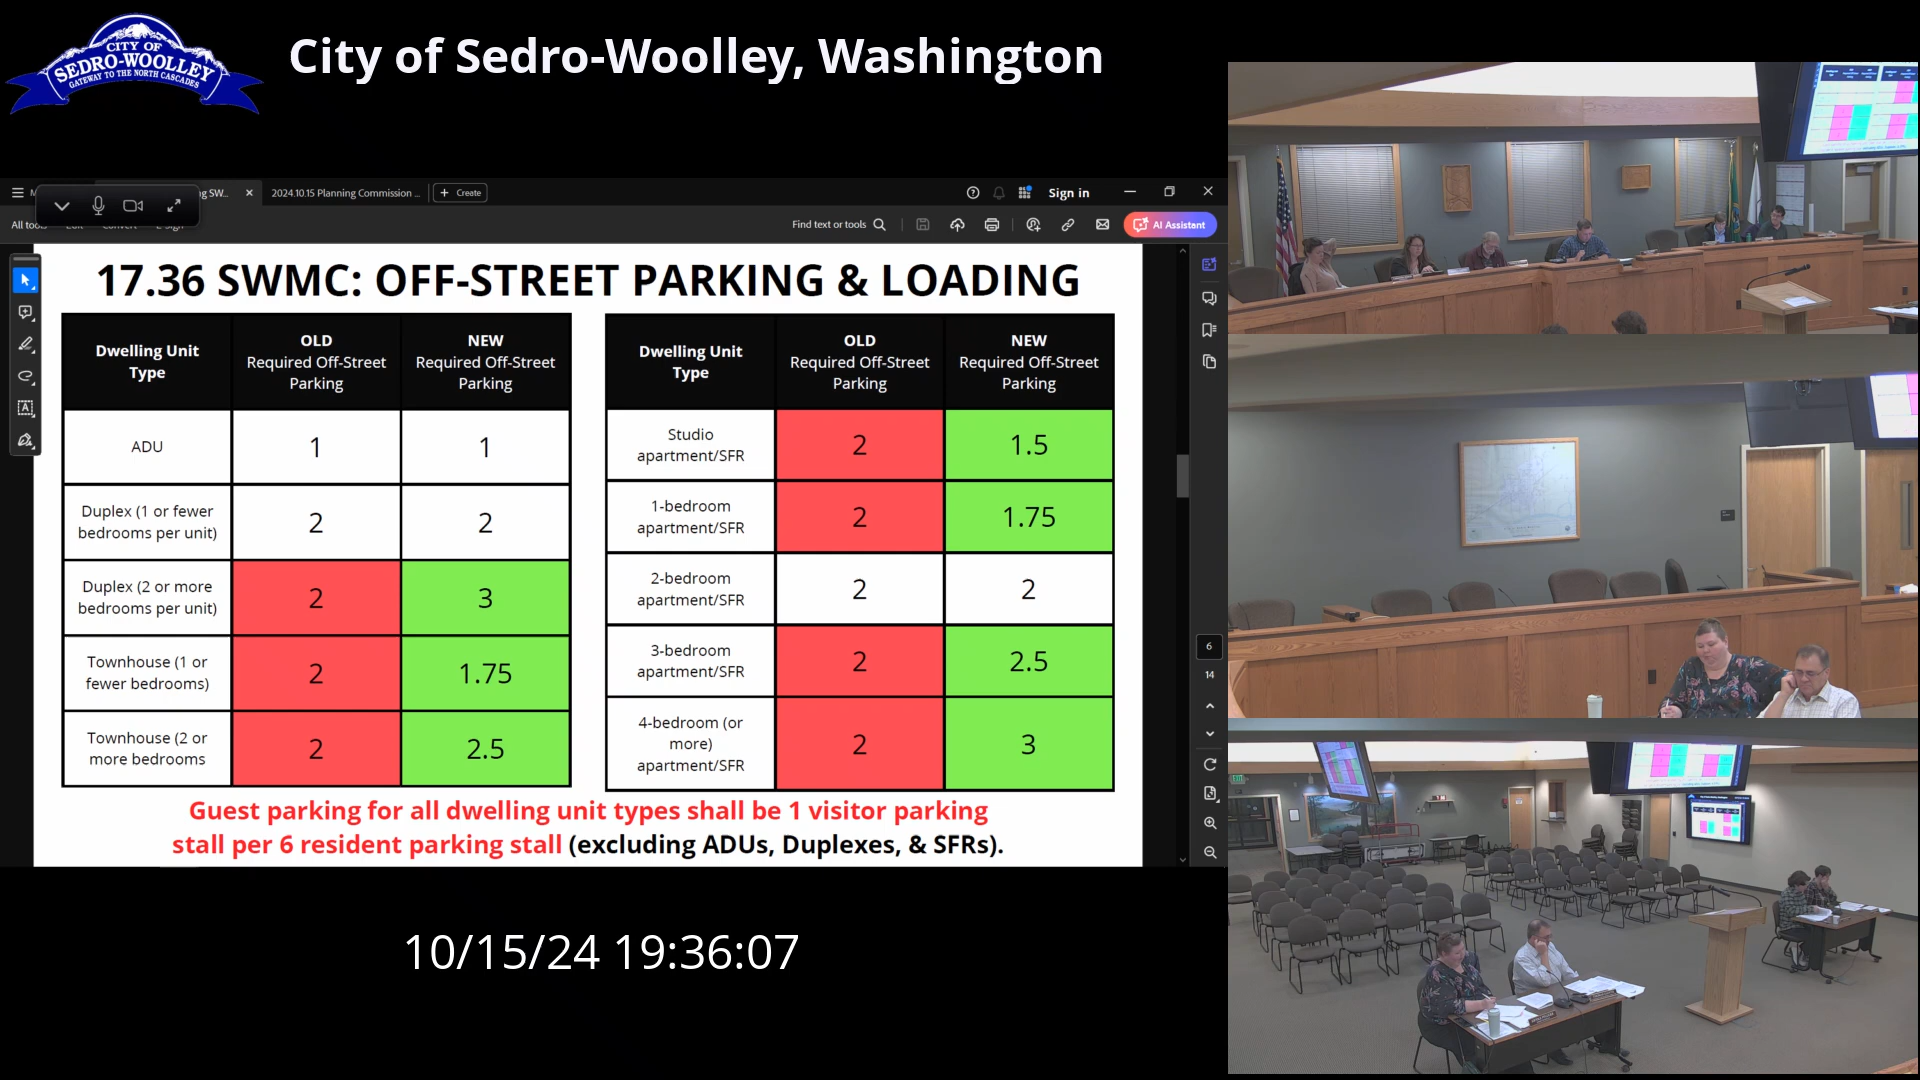 CITY OF
SEDRO-WOOLLEY
GATEWAY TO THE NORTH CASCADES
City of Sedro-Woolley, Washington
ng SW...
2024.10.15 Planning Commission ...
Create
Sign in
All tools
Edit
Convert
E-Sign
Find text or tools
AI Assistant
17.36 SWMC: OFF-STREET PARKING & LOADING
Dwelling Unit
Type
OLD
Required Off-Street
Parking
NEW
Required Off-Street
Parking
ADU
1
1
Duplex (1 or fewer
bedrooms per unit)
2
2
Duplex (2 or more
bedrooms per unit)
2
3
Townhouse (1 or
fewer bedrooms)
2
1.75
Townhouse (2 or
more bedrooms
2
2.5
Dwelling Unit
Type
OLD
Required Off-Street
Parking
NEW
Required Off-Street
Parking
Studio
apartment/SFR
2
1.5
1-bedroom
apartment/SFR
2
1.75
2-bedroom
apartment/SFR
2
2
3-bedroom
apartment/SFR
2
2.5
4-bedroom (or
more)
apartment/SFR
2
3
Guest parking for all dwelling unit types shall be 1 visitor parking
stall per 6 resident parking stall (excluding ADUs, Duplexes, & SFRs).
6
14
10/15/24 19:36:07